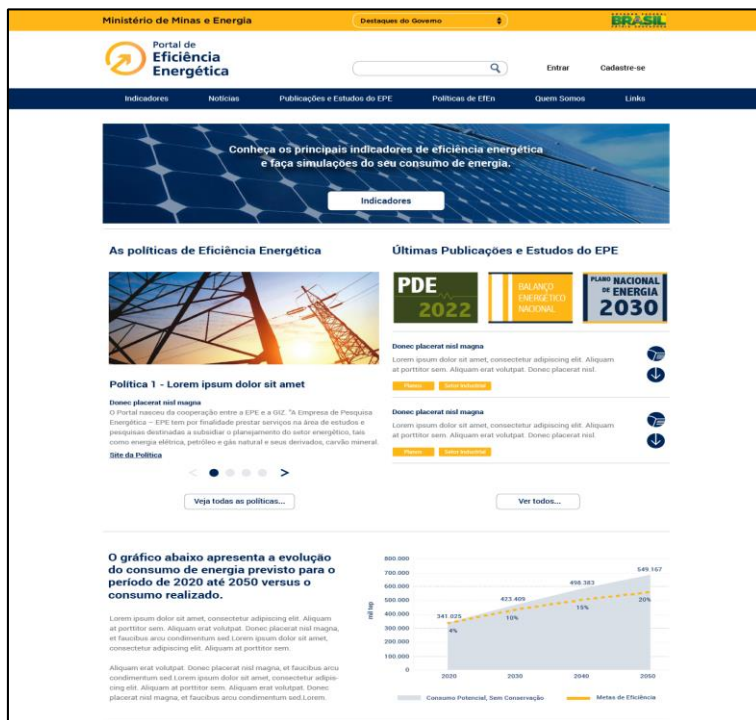 Ministério de Minas e Energia
Destaques do Governo
BRASIL
Portal de
Eficiência
Energética
Entrar
Cadastre-se
Indicadores
Notícias
Publicações e Estudos do EPE
Políticas de EfEn
Quem Somos
Links
Conheça os principais indicadores de eficiência energética
e faça simulações do seu consumo de energia.
Indicadores
As políticas de Eficiência Energética
Política 1 - Lorem ipsum dolor sit amet
Donec placerat nisl magna
O Portal nasceu da cooperação entre a EPE e a GIZ. "A Empresa de Pesquisa
Energética – EPE tem por finalidade prestar serviços na área de estudos e
pesquisas destinadas a subsidiar o planejamento do setor energético, tais
como energia elétrica, petróleo e gás natural e seus derivados, carvão mineral.
Site da Política
< >
Veja todas as políticas...
Últimas Publicações e Estudos do EPE
PDE
2022
BALANÇO
ENERGÉTICO
NACIONAL
PLANO NACIONAL
DE ENERGIA
2030
Donec placerat nisl magna
Lorem ipsum dolor sit amet, consectetur adipiscing elit. Aliquam
at porttitor sem. Aliquam erat volutpat. Donec placerat nisl.
Planos
Setor Industrial
Donec placerat nisl magna
Lorem ipsum dolor sit amet, consectetur adipiscing elit. Aliquam
at porttitor sem. Aliquam erat volutpat. Donec placerat nisl.
Planos
Setor Industrial
Ver todos...
O gráfico abaixo apresenta a evolução
do consumo de energia previsto para o
período de 2020 até 2050 versus o
consumo realizado.
Lorem ipsum dolor sit amet, consectetur adipiscing elit. Aliquam
at porttitor sem. Aliquam erat volutpat. Donec placerat nisl magna,
et faucibus arcu condimentum sed.Lorem ipsum dolor sit amet,
consectetur adipiscing elit. Aliquam at porttitor sem.
Aliquam erat volutpat. Donec placerat nisl magna, et faucibus arcu
condimentum sed.Lorem ipsum dolor sit amet, consectetur adipis-
cing elit. Aliquam at porttitor sem. Aliquam erat volutpat. Donec
placerat nisl magna, et faucibus arcu condimentum sed.Lorem.
mil tep
800.000
700.000
600.000
500.000
400.000
300.000
200.000
100.000
0
341.025
423.409
498.383
549.167
4%
10%
15%
20%
2020
2030
2040
2050
Consumo Potencial, Sem Conservação
Metas de Eficiência